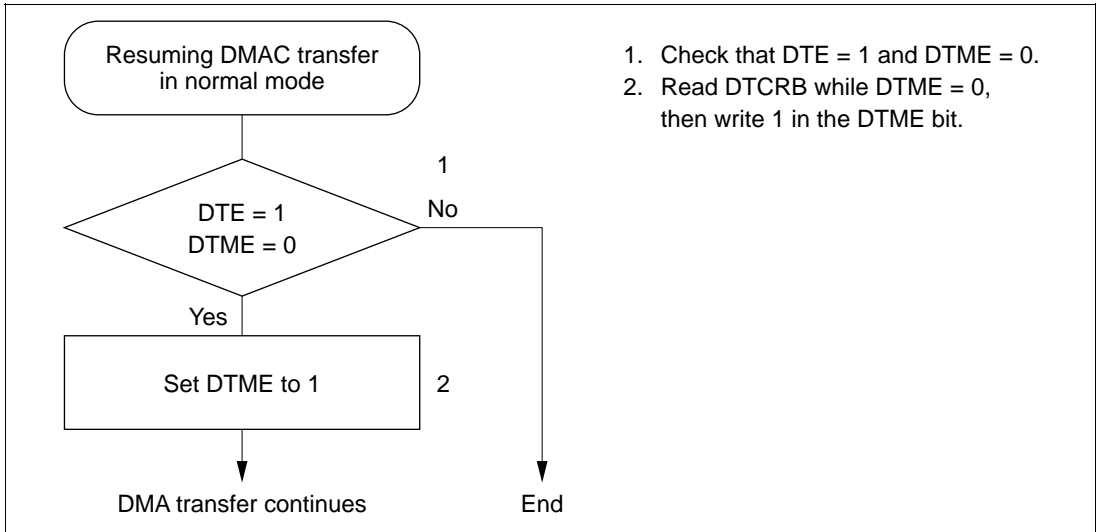 Resuming DMAC transfer
in normal mode
1
DTE = 1
DTME = 0
No
Yes
Set DTME to 1
2
DMA transfer continues
End
1. Check that DTE = 1 and DTME = 0.
2. Read DTCRB while DTME = 0,
then write 1 in the DTME bit.